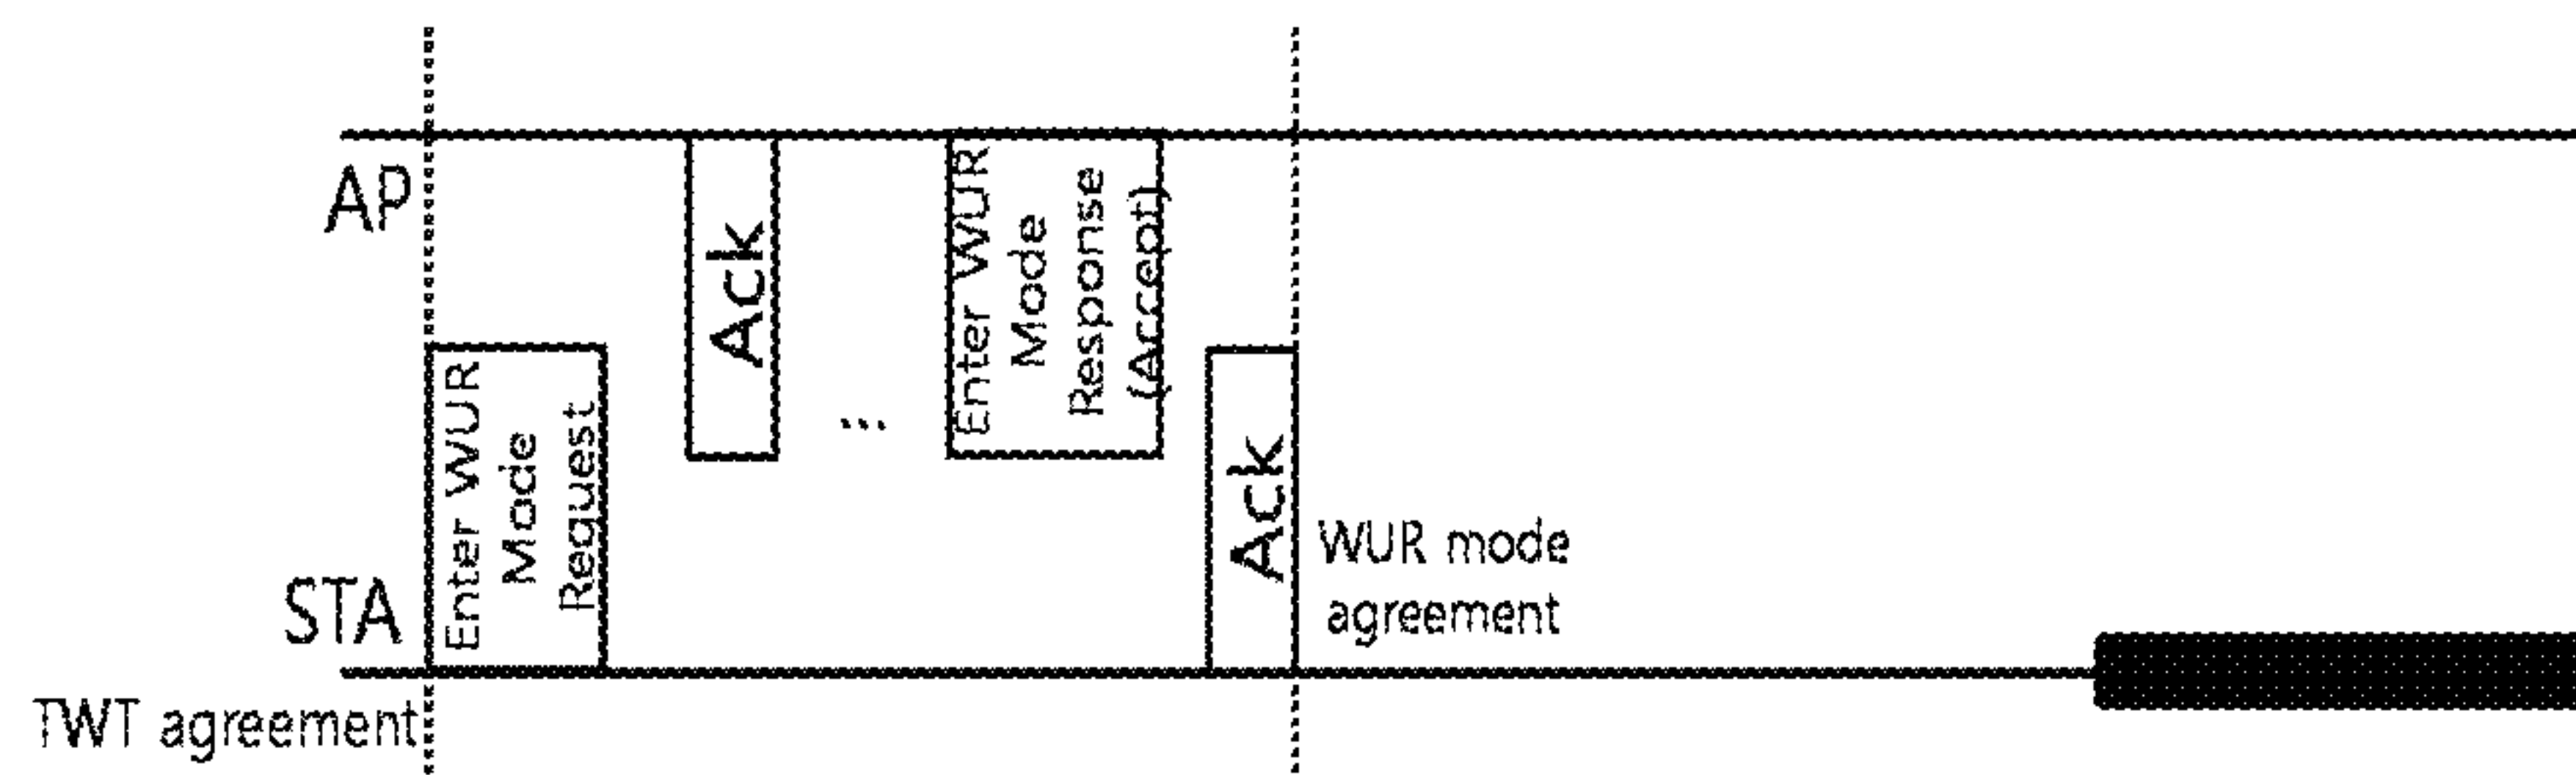 AP
Ack
Enter WUR
Mode
Response
(Accept)
...
Enter WUR
Mode
Request
STA
Ack
WUR mode
agreement
TWT agreement